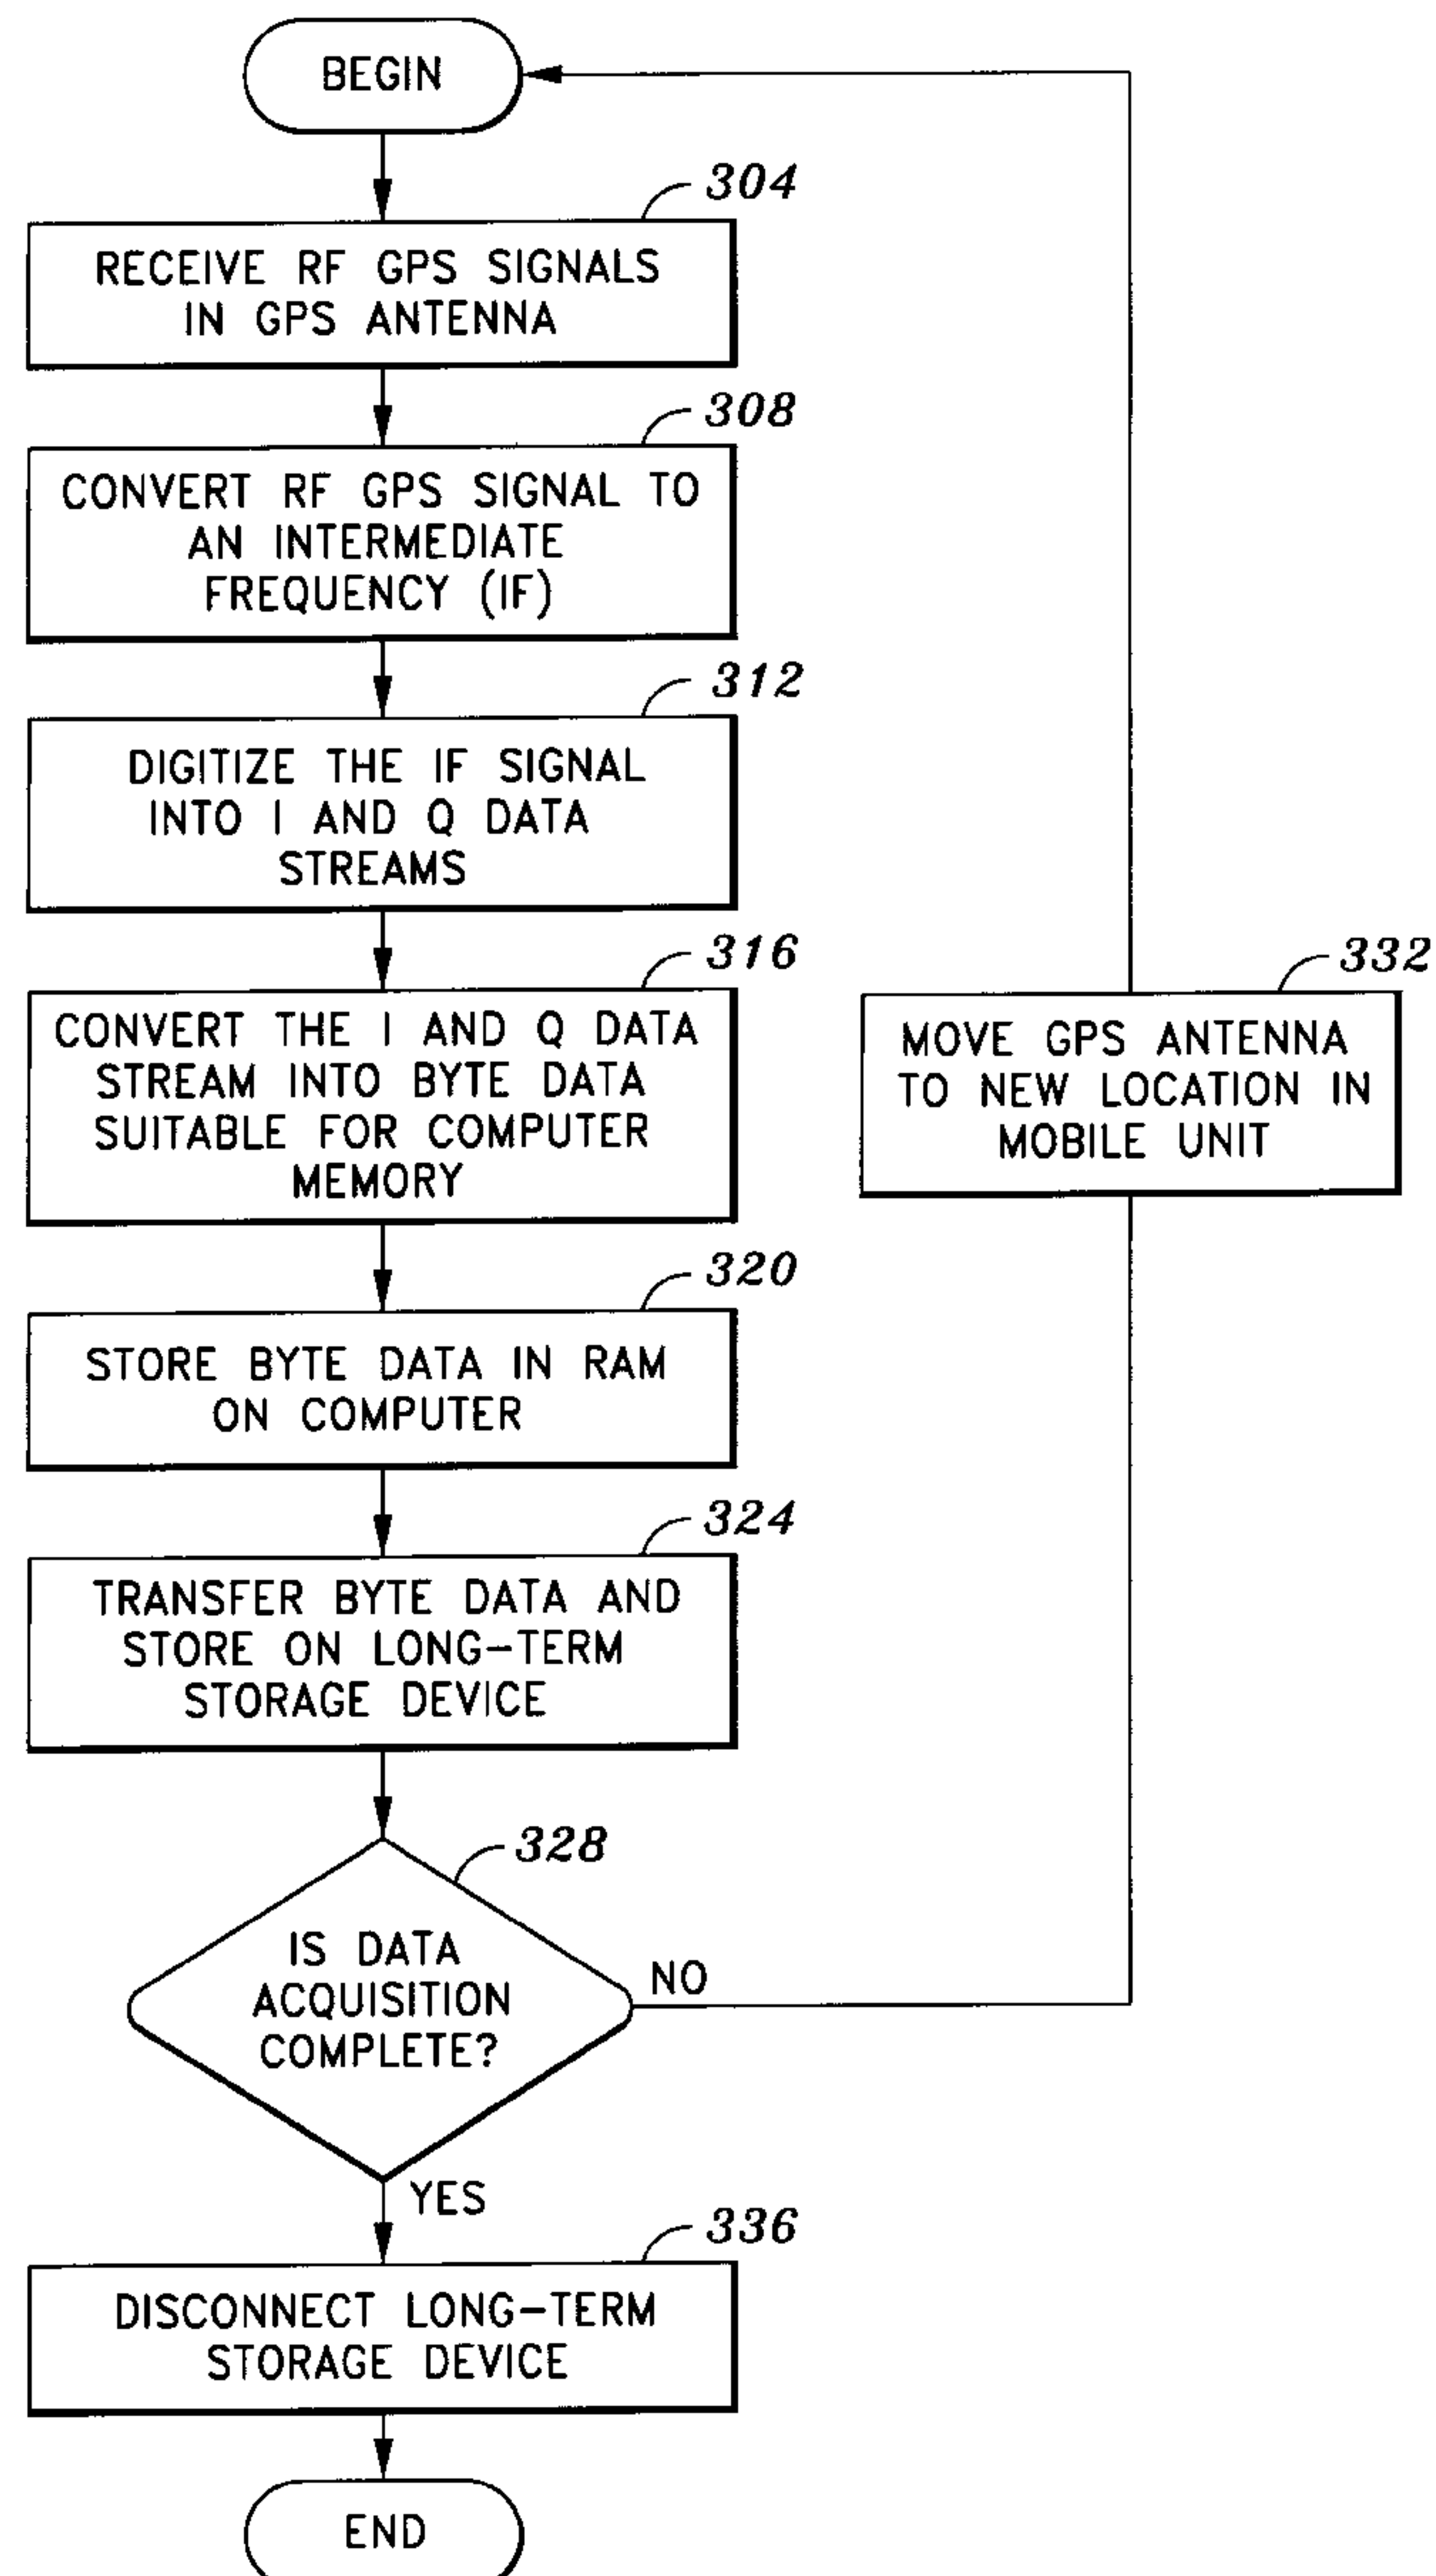 BEGIN
304
RECEIVE RF GPS SIGNALS
IN GPS ANTENNA
308
CONVERT RF GPS SIGNAL TO
AN INTERMEDIATE
FREQUENCY (IF)
312
DIGITIZE THE IF SIGNAL
INTO I AND Q DATA
STREAMS
316
CONVERT THE I AND Q DATA
STREAM INTO BYTE DATA
SUITABLE FOR COMPUTER
MEMORY
332
MOVE GPS ANTENNA
TO NEW LOCATION IN
MOBILE UNIT
320
STORE BYTE DATA IN RAM
ON COMPUTER
324
TRANSFER BYTE DATA AND
STORE ON LONG-TERM
STORAGE DEVICE
328
IS DATA
ACQUISITION
COMPLETE?
NO
YES
336
DISCONNECT LONG-TERM
STORAGE DEVICE
END